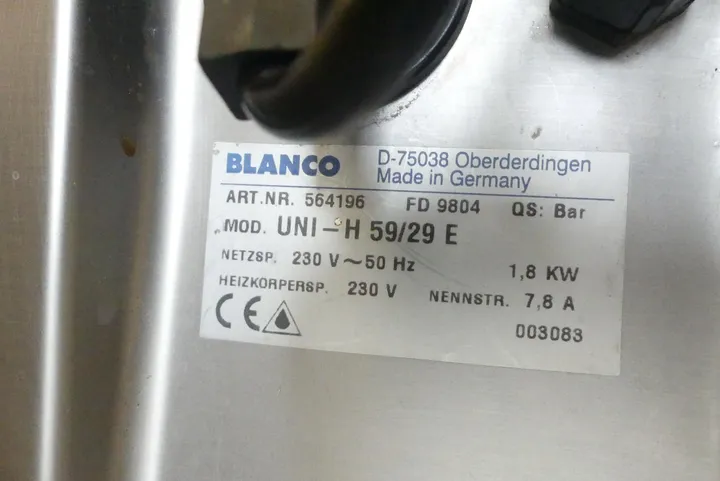 BLANCO
D-75038 Oberderdingen
Made in Germany
ART.NR. 564196 FD 9804 QS: Bar
MOD. UNI-H 59/29 E
NETZSP. 230 V~50 Hz 1,8 KW
HEIZKÖRPERSP. 230 V NENNSTR. 7,8 A
CE
003083